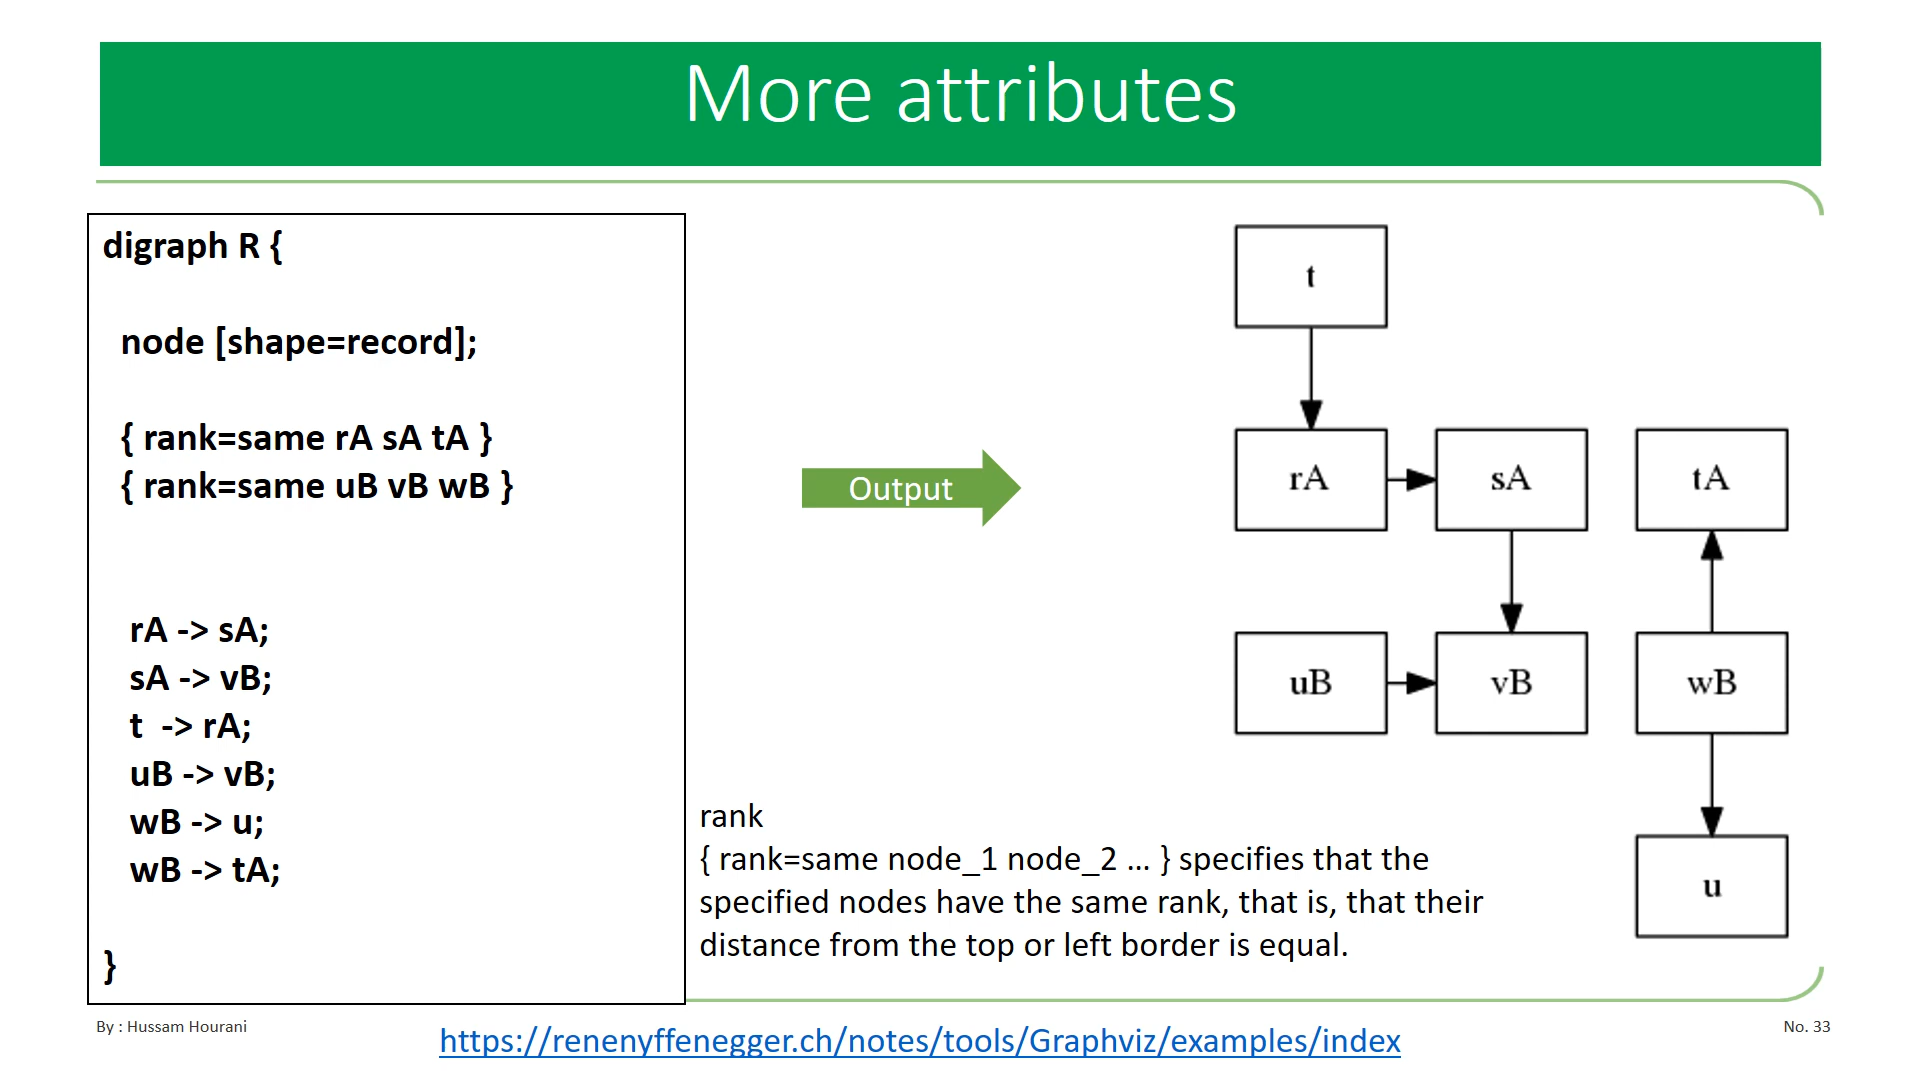 More attributes
digraph R {
node [shape=record];
{ rank=same rA sA tA }
{ rank=same uB vB wB }
rA -> sA;
sA -> vB;
t  -> rA;
uB -> vB;
wB -> u;
wB -> tA;
}
Output
t
rA
sA
tA
uB
vB
wB
u
rank
{ rank=same node_1 node_2 … } specifies that the
specified nodes have the same rank, that is, that their
distance from the top or left border is equal.
By : Hussam Hourani
https://renenyffenegger.ch/notes/tools/Graphviz/examples/index
No. 33